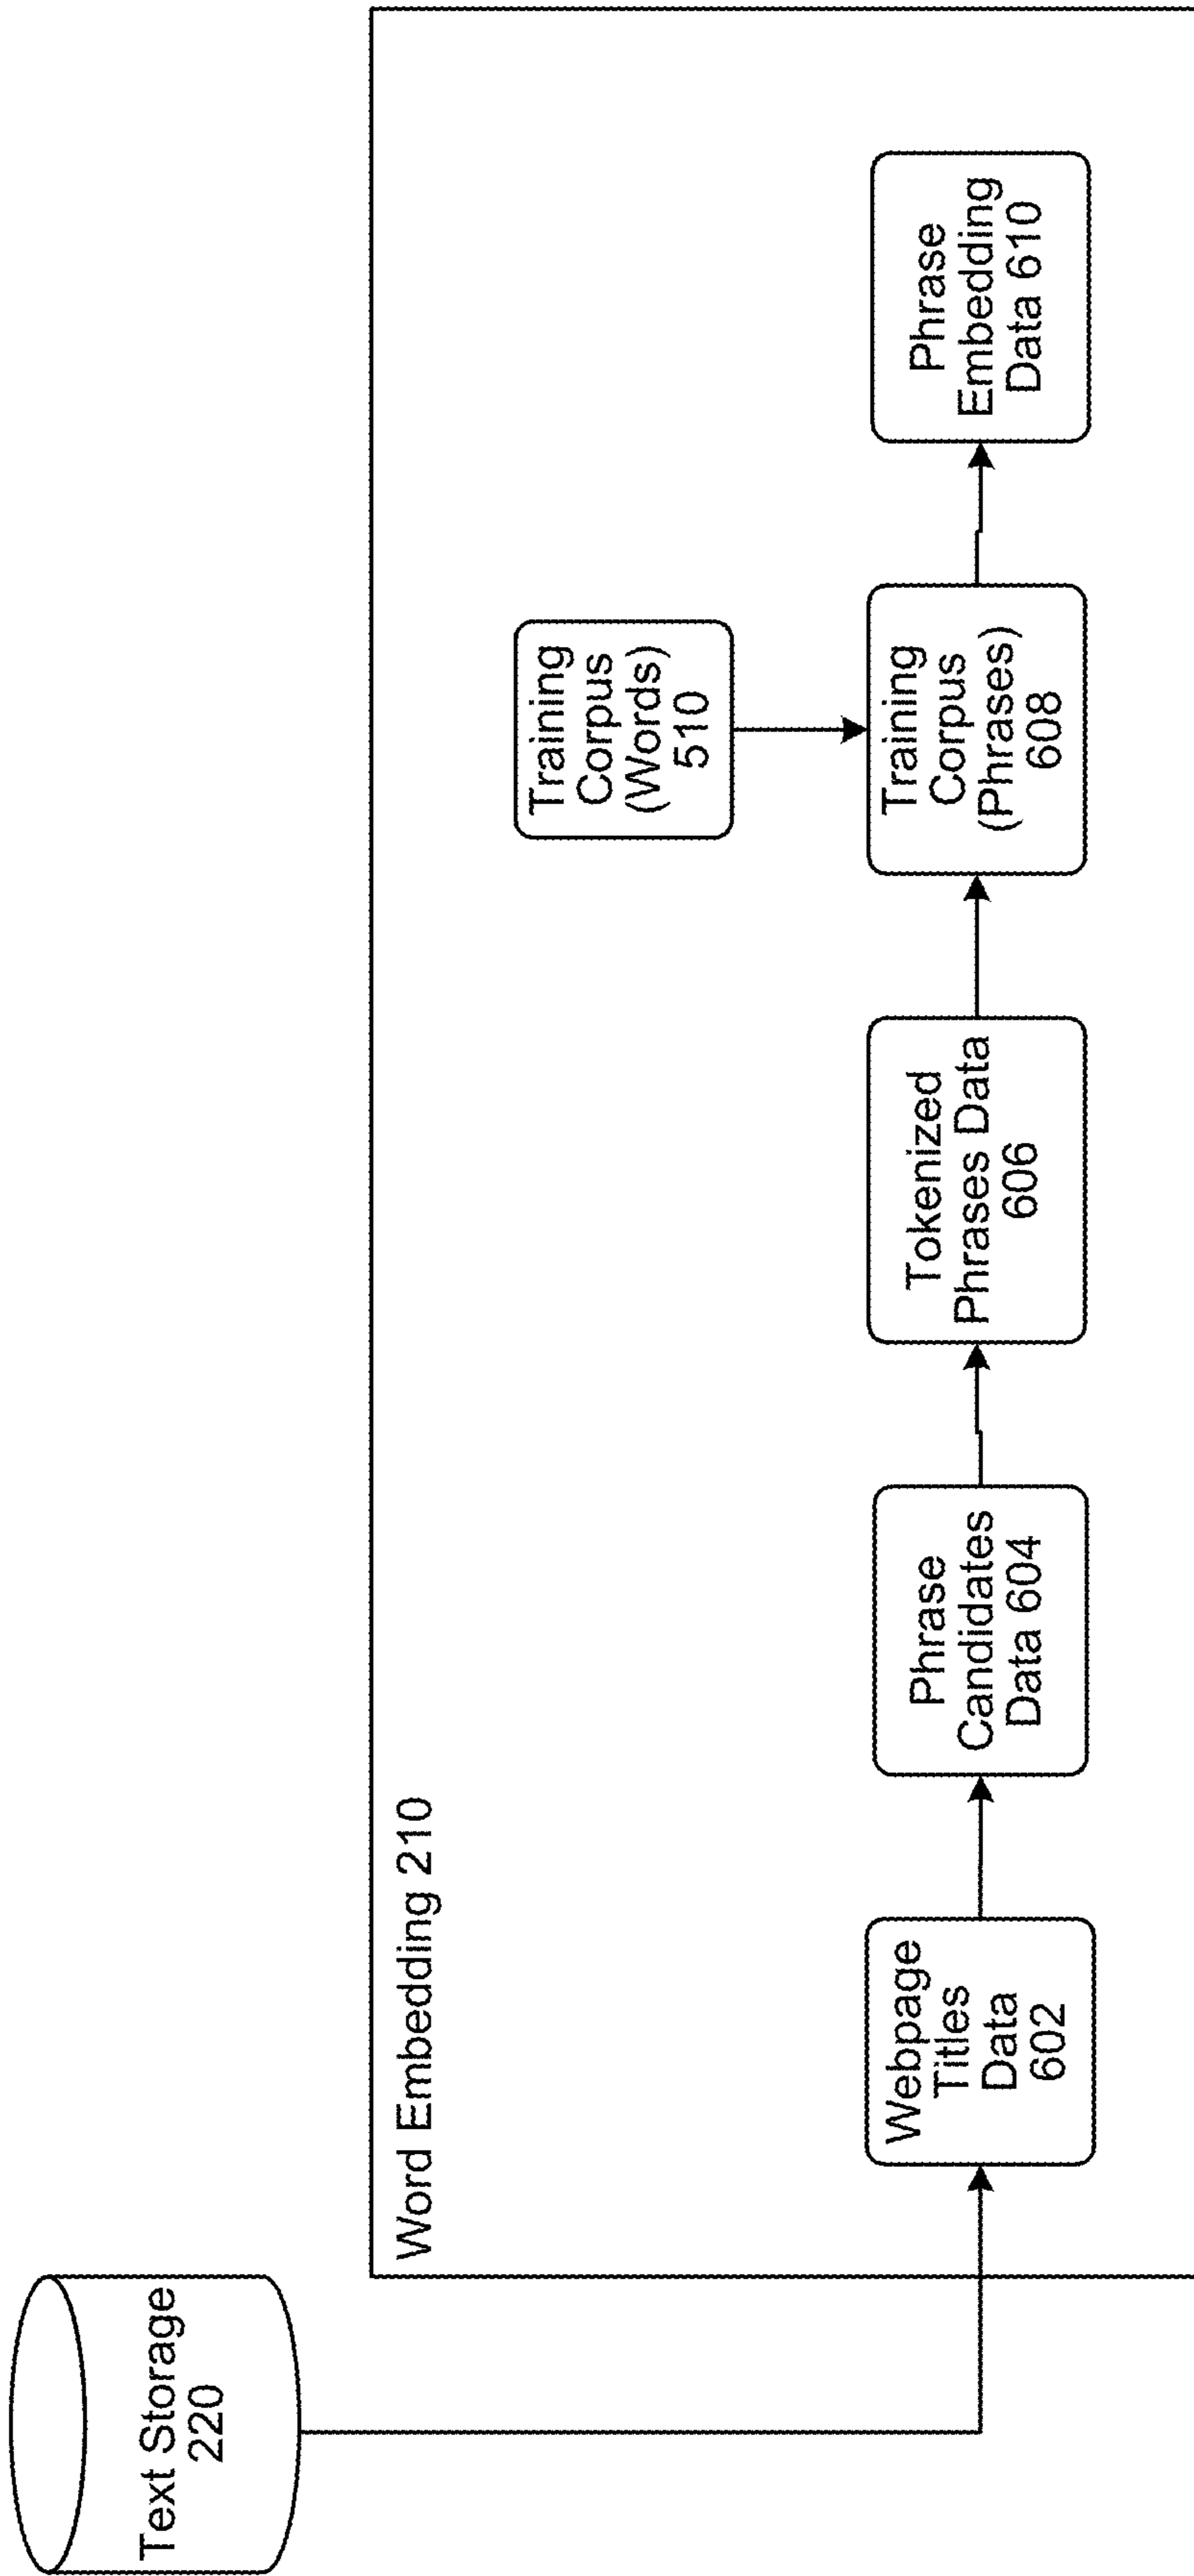 Text Storage
220
Word Embedding 210
Training
Corpus
(Words)
510
Webpage
Titles
Data
602
Phrase
Candidates
Data 604
Tokenized
Phrases Data
606
Training
Corpus
(Phrases)
608
Phrase
Embedding
Data 610